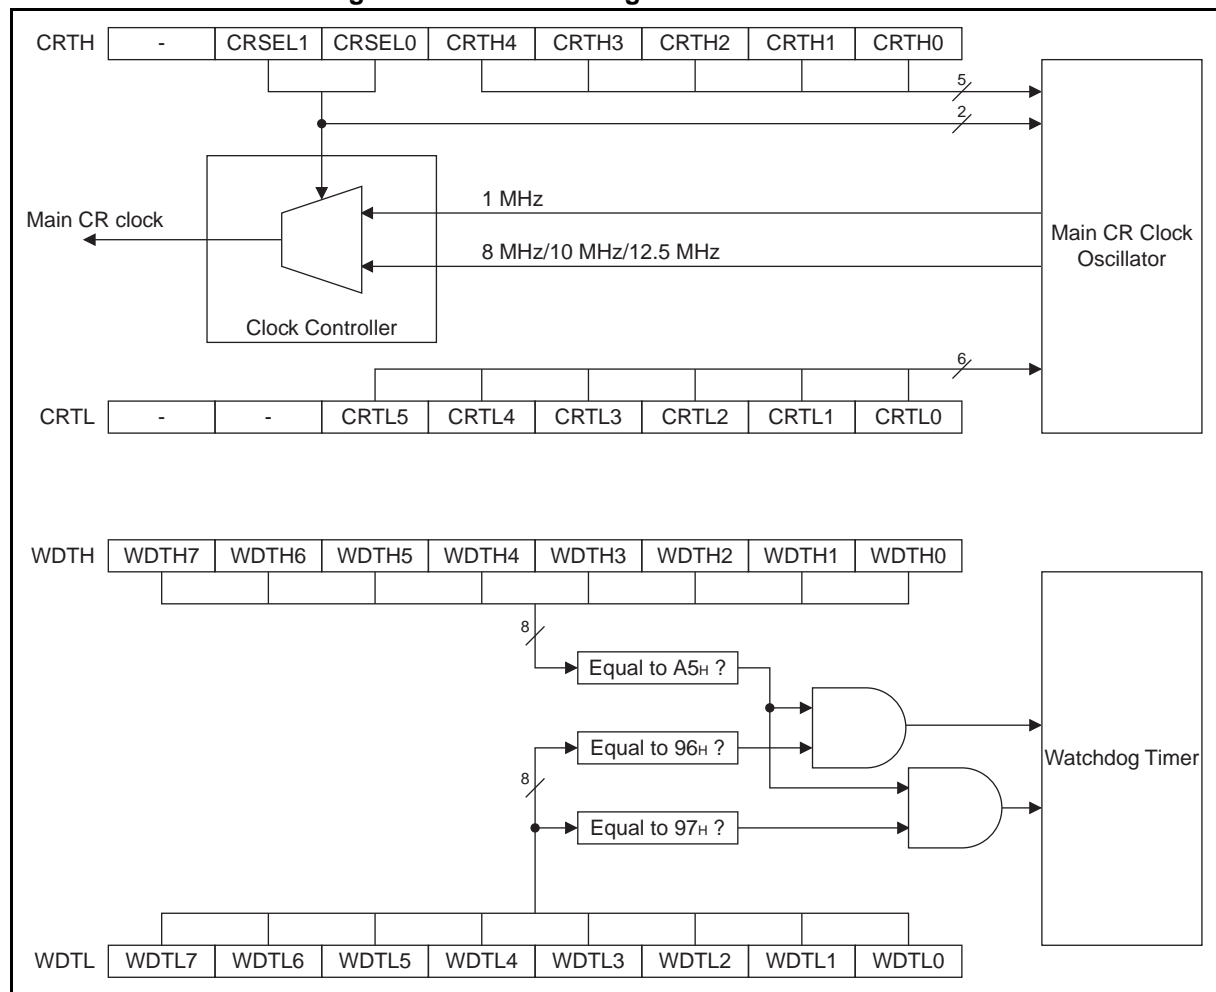 CRTH - CRSEL1 CRSEL0 CRTH4 CRTH3 CRTH2 CRTH1 CRTH0
5
2
1 MHz
Main CR clock
8 MHz/10 MHz/12.5 MHz
Main CR Clock
Oscillator
Clock Controller
6
CRTL - - CRTL5 CRTL4 CRTL3 CRTL2 CRTL1 CRTL0
WDTH WDTH7 WDTH6 WDTH5 WDTH4 WDTH3 WDTH2 WDTH1 WDTH0
8
Equal to A5H ?
Equal to 96H ?
Watchdog Timer
8
Equal to 97H ?
WDTL WDTL7 WDTL6 WDTL5 WDTL4 WDTL3 WDTL2 WDTL1 WDTL0